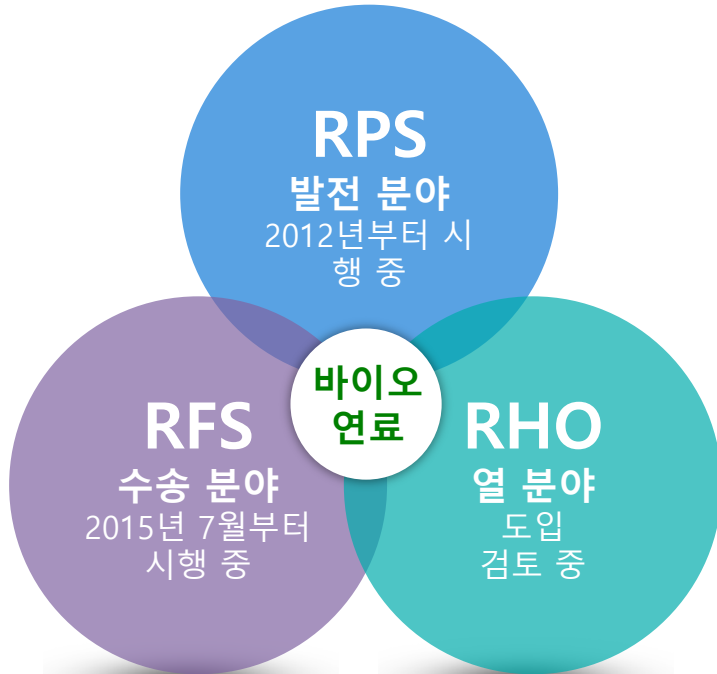 RPS
발전 분야
2012년부터 시
행 중
바이오
연료
RFS
수송 분야
2015년 7월부터
시행 중
RHO
열 분야
도입
검토 중